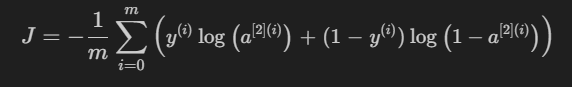 J = -\frac{1}{m} \sum_{i=0}^{m} \left( y^{(i)} \log \left( a^{[2](i)} \right) + (1 - y^{(i)}) \log \left( 1 - a^{[2](i)} \right) \right)